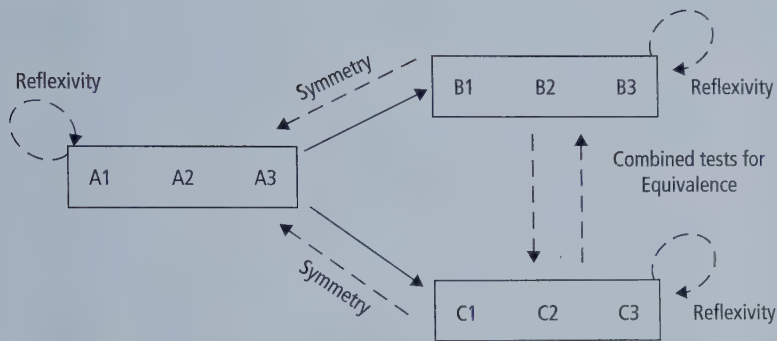 Reflexivity
Symmetry
B1 B2 B3
Reflexivity
A1 A2 A3
Combined tests for
Equivalence
Symmetry
C1 C2 C3
Reflexivity